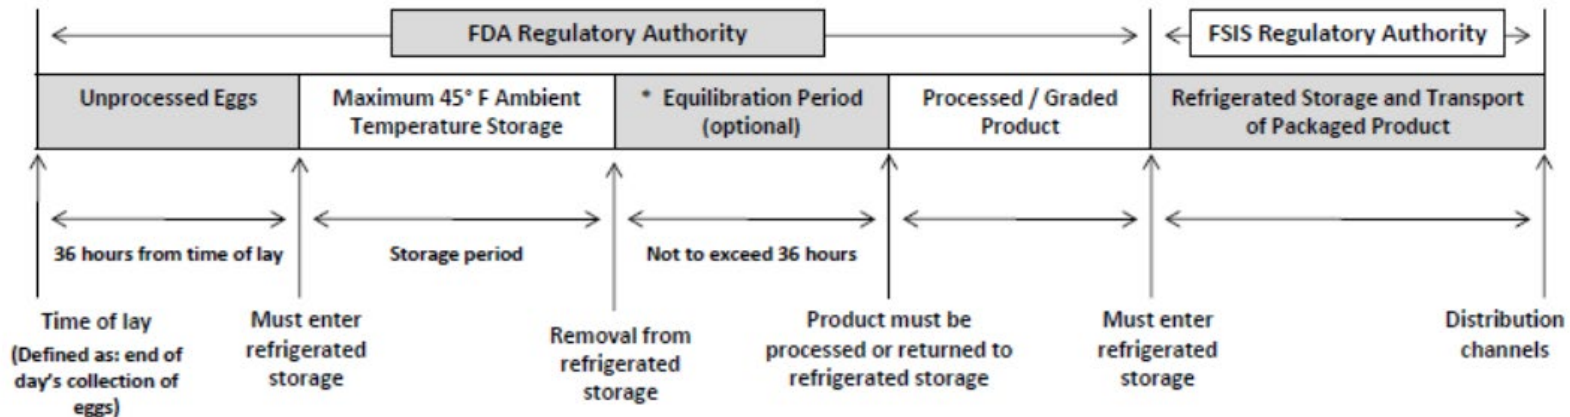 FDA Regulatory Authority
FSIS Regulatory Authority
Unprocessed Eggs
Maximum 45° F Ambient
Temperature Storage
* Equilibration Period
(optional)
Processed / Graded
Product
Refrigerated Storage and Transport
of Packaged Product
36 hours from time of lay
Storage period
Not to exceed 36 hours
Time of lay
(Defined as: end of
day's collection of
eggs)
Must enter
refrigerated
storage
Removal from
refrigerated
storage
Product must be
processed or returned to
refrigerated storage
Must enter
refrigerated
storage
Distribution
channels